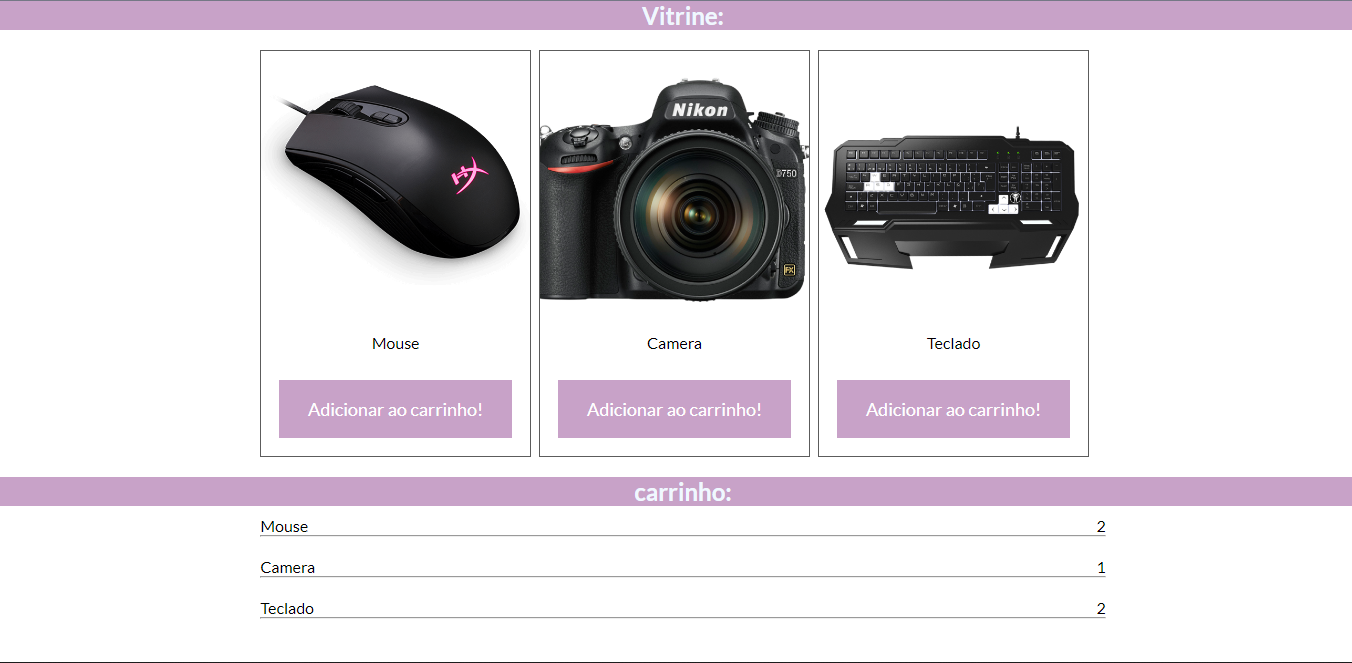 Vitrine:
Nikon
D750
FX
Mouse
Camera
Teclado
Adicionar ao carrinho!
Adicionar ao carrinho!
Adicionar ao carrinho!
carrinho:
Mouse 2
Camera 1
Teclado 2